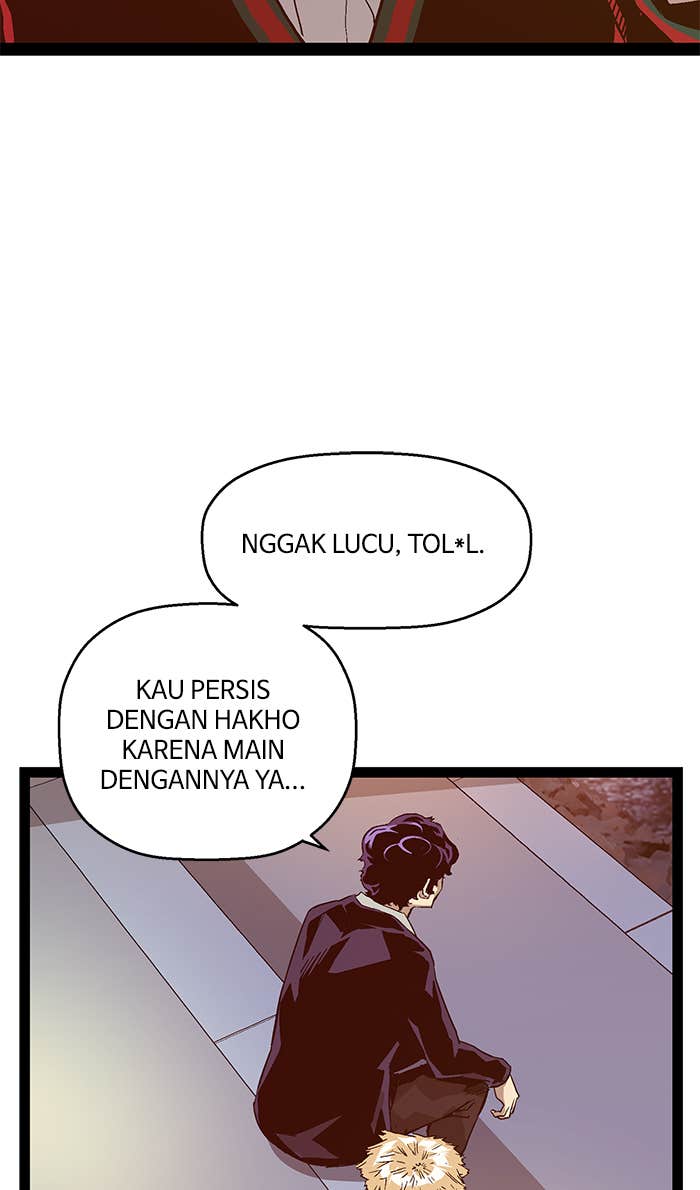 NGGAK LUCU, TOL*L.
KAU PERSIS
DENGAN HAKHO
KARENA MAIN
DENGANNYA YA...